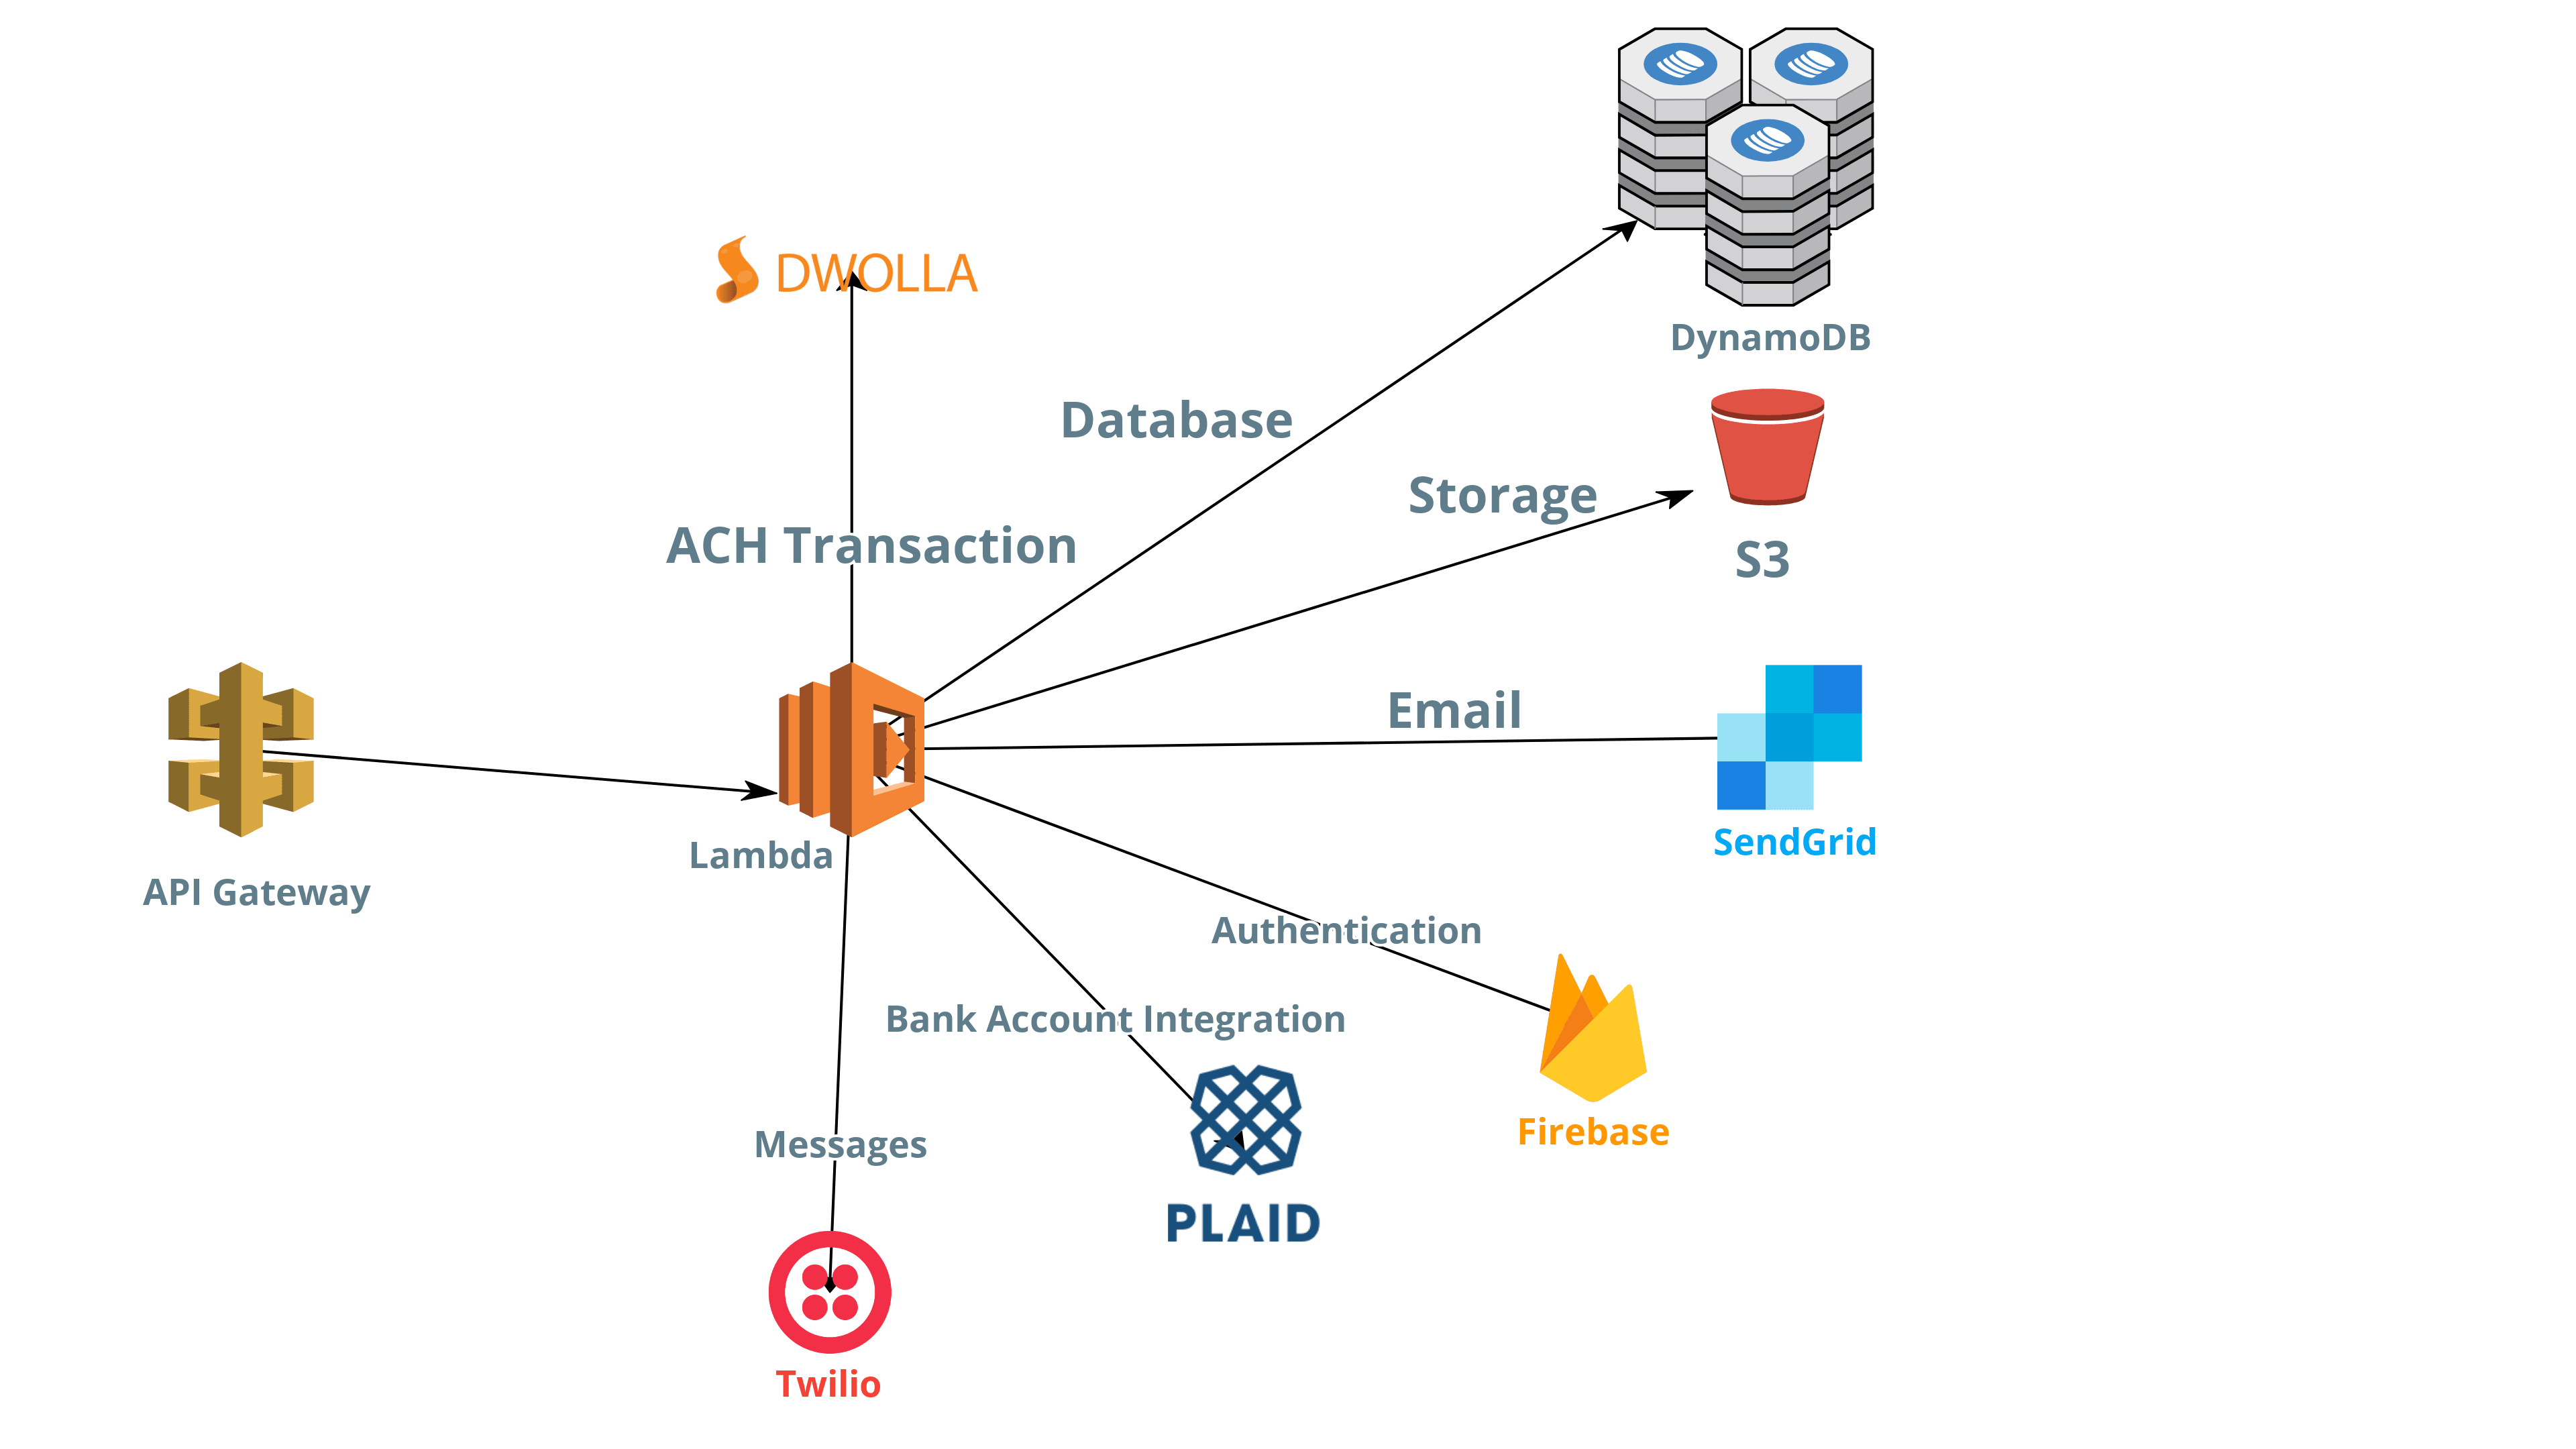 DWOLLA
DynamoDB
Database
Storage
S3
ACH Transaction
Email
SendGrid
Lambda
API Gateway
Authentication
Bank Account Integration
Firebase
Messages
PLAID
Twilio